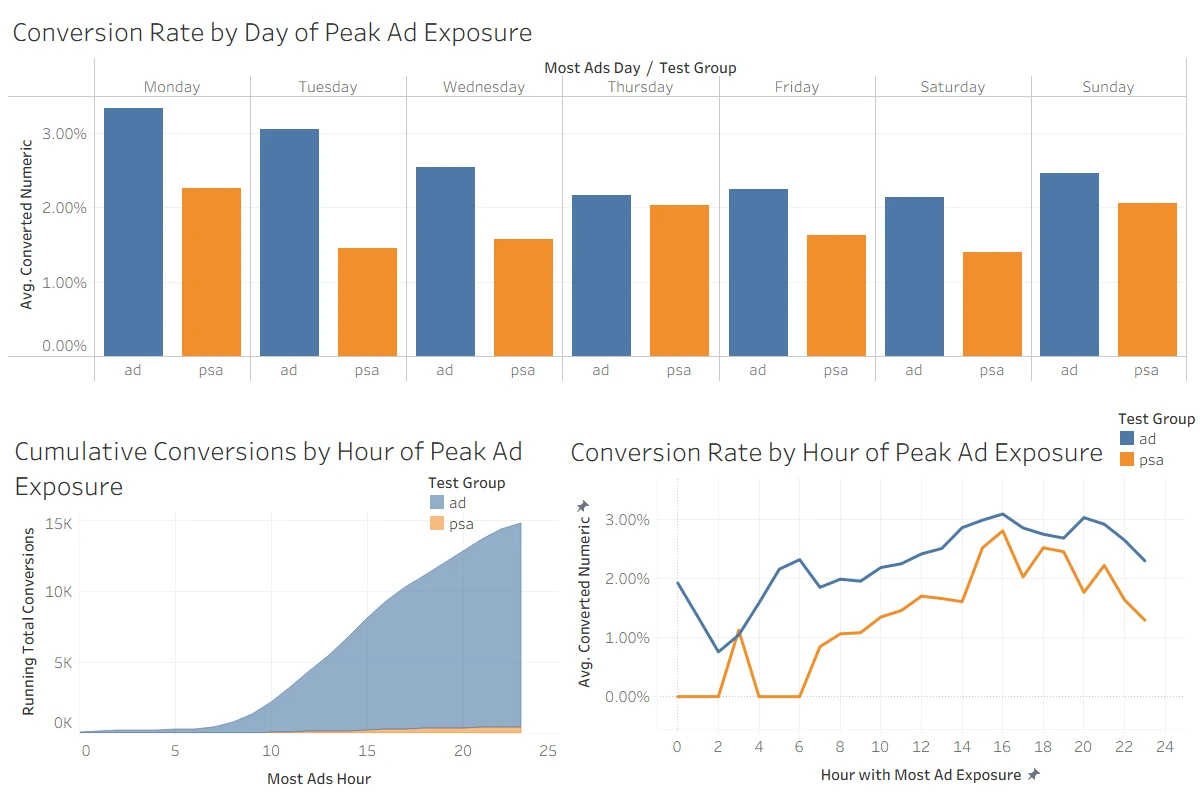 Conversion Rate by Day of Peak Ad Exposure
Most Ads Day / Test Group
Monday Tuesday Wednesday Thursday Friday Saturday Sunday
Avg. Converted Numeric
3.00%
2.00%
1.00%
0.00%
ad psa ad psa ad psa ad psa ad psa ad psa ad psa
Cumulative Conversions by Hour of Peak Ad
Exposure
Test Group
ad
psa
Running Total Conversions
15K
10K
5K
0K
0 5 10 15 20 25
Most Ads Hour
Conversion Rate by Hour of Peak Ad Exposure
Test Group
ad
psa
Avg. Converted Numeric
3.00%
2.00%
1.00%
0.00%
0 2 4 6 8 10 12 14 16 18 20 22 24
Hour with Most Ad Exposure